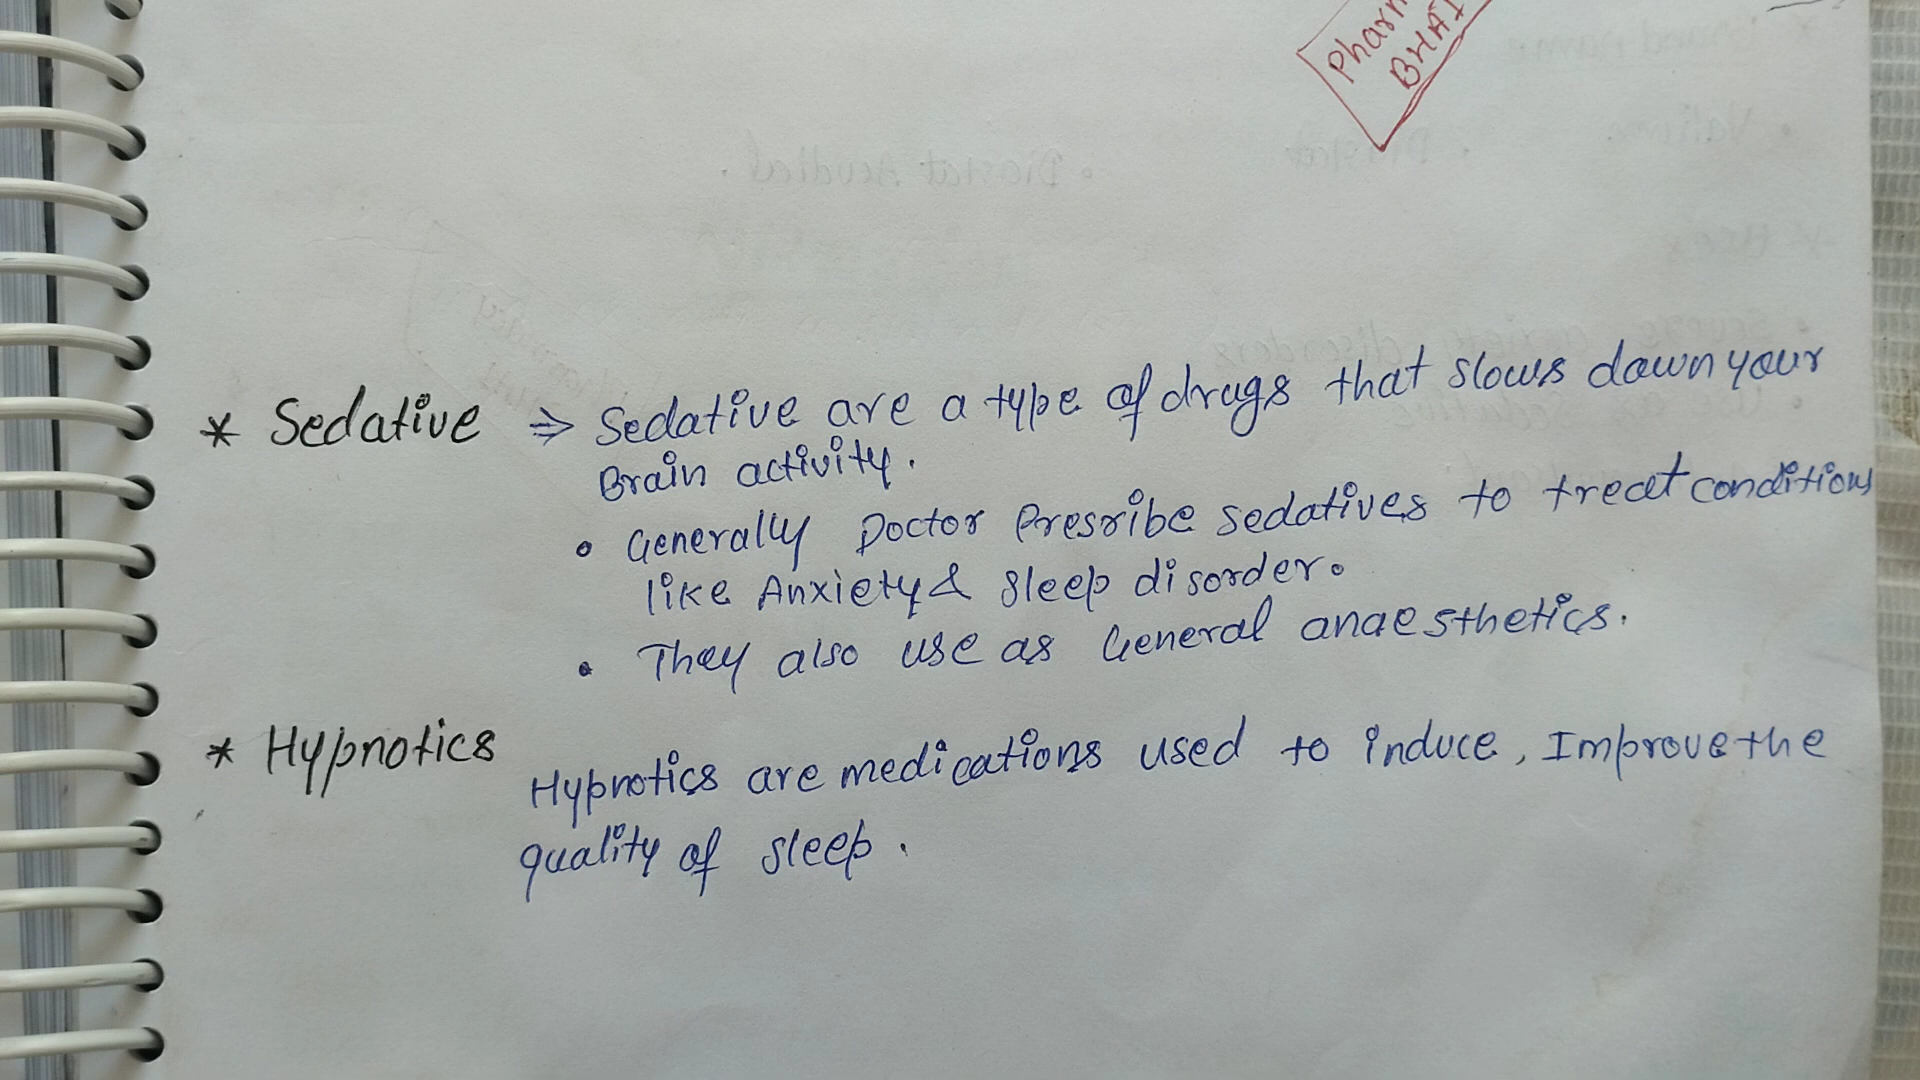 Pharm
BHAI
* Sedative ⇒ Sedative are a type of drugs that slows down your
Brain activity.
• Generally Doctor Presribe sedatives to treat conditions
like Anxiety & Sleep disorder.
• They also use as General anaesthetics.
* Hypnotics
Hypnotics are medications used to induce, Improve the
quality of sleep.